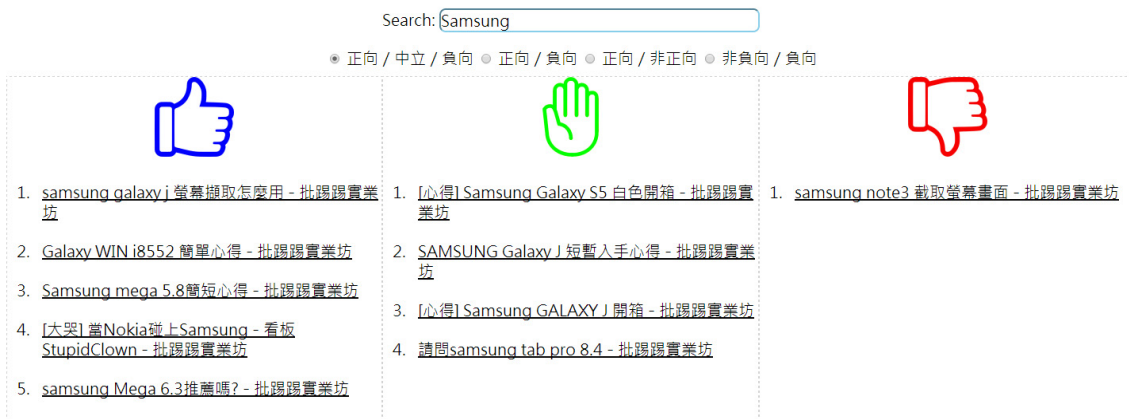 Search: Samsung
正向 / 中立 / 負向 正向 / 負向 正向 / 非正向 非負向 / 負向
1. samsung galaxy j 螢幕擷取怎麼用 - 批踢踢實業
坊
2. Galaxy WIN i8552 簡單心得 - 批踢踢實業坊
3. Samsung mega 5.8簡短心得 - 批踢踢實業坊
4. [大哭] 當Nokia碰上Samsung - 看板
StupidClown - 批踢踢實業坊
5. samsung Mega 6.3推薦嗎? - 批踢踢實業坊
1. [心得] Samsung Galaxy S5 白色開箱 - 批踢踢實
業坊
2. SAMSUNG Galaxy J 短暫入手心得 - 批踢踢實業
坊
3. [心得] Samsung GALAXY J 開箱 - 批踢踢實業坊
4. 請問samsung tab pro 8.4 - 批踢踢實業坊
1. samsung note3 截取螢幕畫面 - 批踢踢實業坊